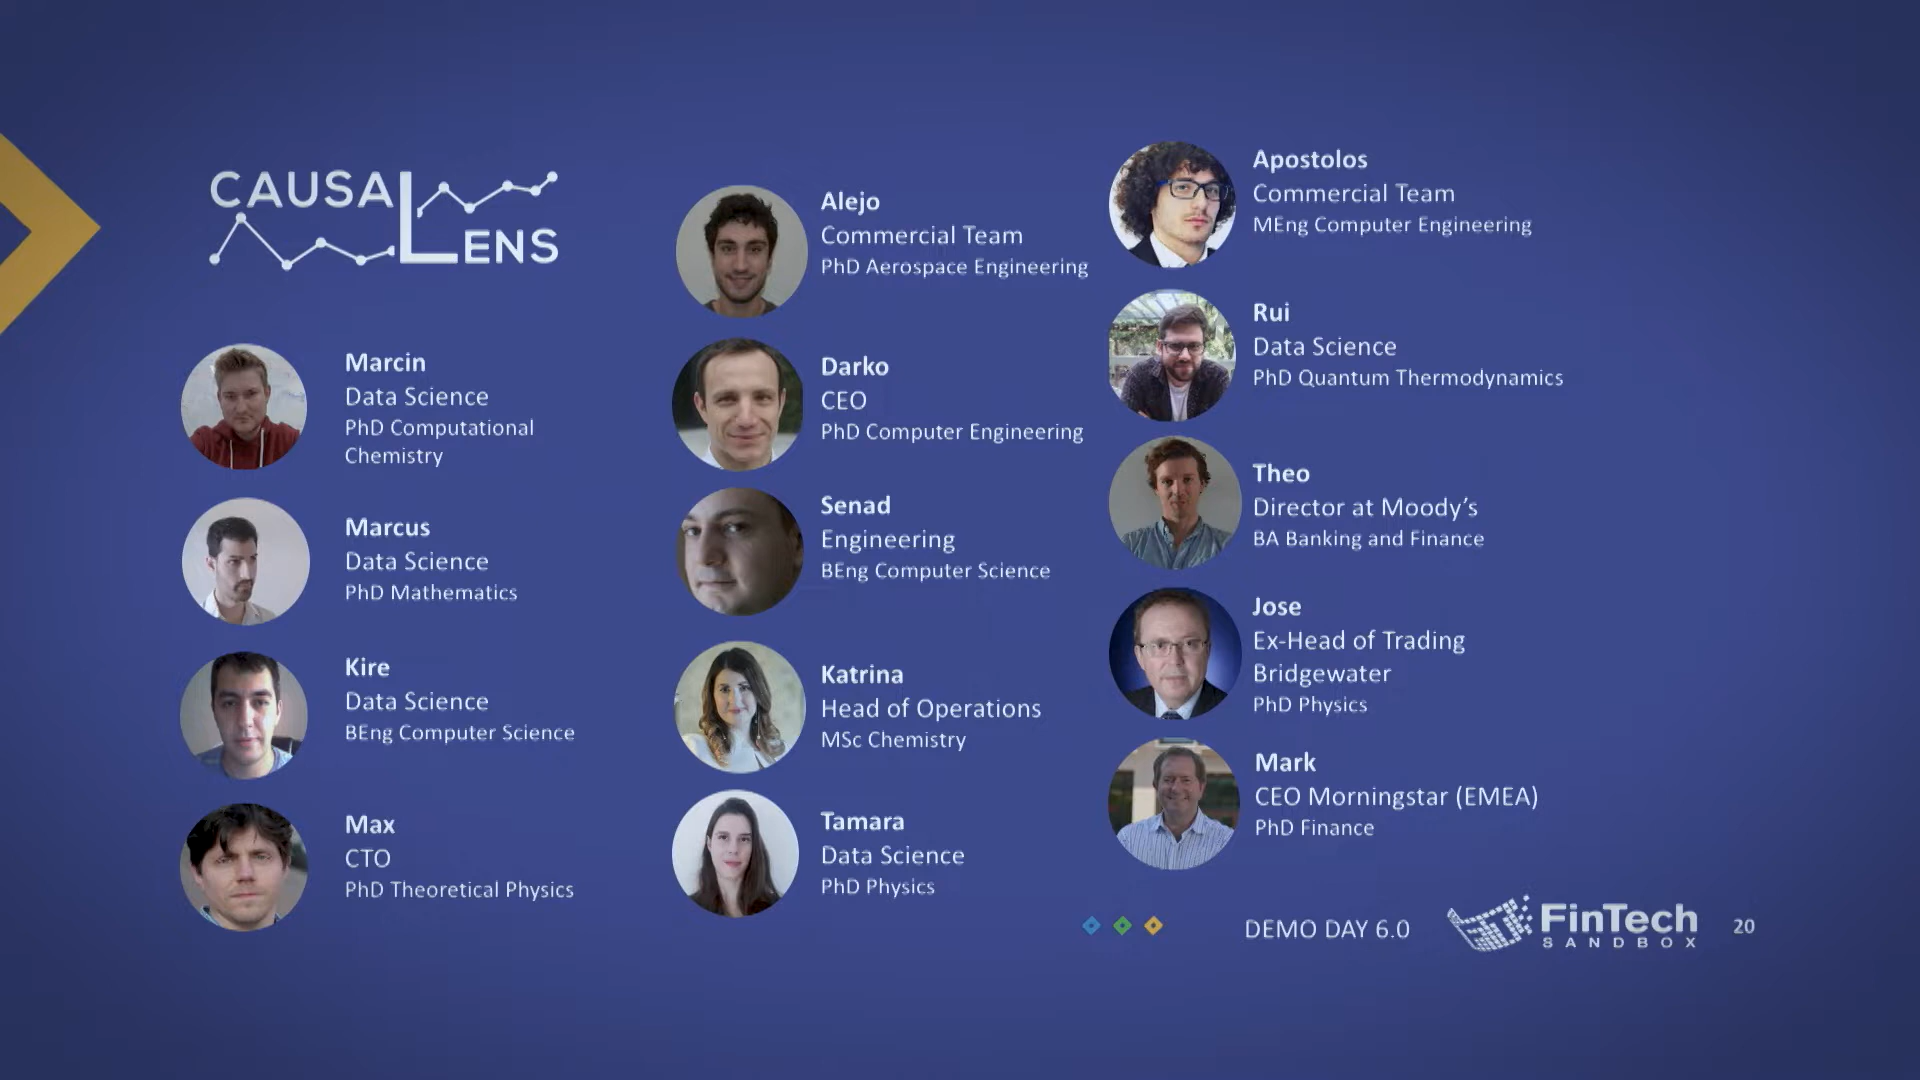 CAUSAL
LENS
Marcin
Data Science
PhD Computational
Chemistry
Marcus
Data Science
PhD Mathematics
Kire
Data Science
BEng Computer Science
Max
CTO
PhD Theoretical Physics
Alejo
Commercial Team
PhD Aerospace Engineering
Darko
CEO
PhD Computer Engineering
Senad
Engineering
BEng Computer Science
Katrina
Head of Operations
MSc Chemistry
Tamara
Data Science
PhD Physics
Apostolos
Commercial Team
MEng Computer Engineering
Rui
Data Science
PhD Quantum Thermodynamics
Theo
Director at Moody’s
BA Banking and Finance
Jose
Ex-Head of Trading
Bridgewater
PhD Physics
Mark
CEO Morningstar (EMEA)
PhD Finance
DEMO DAY 6.0
FinTech
SANDBOX
20